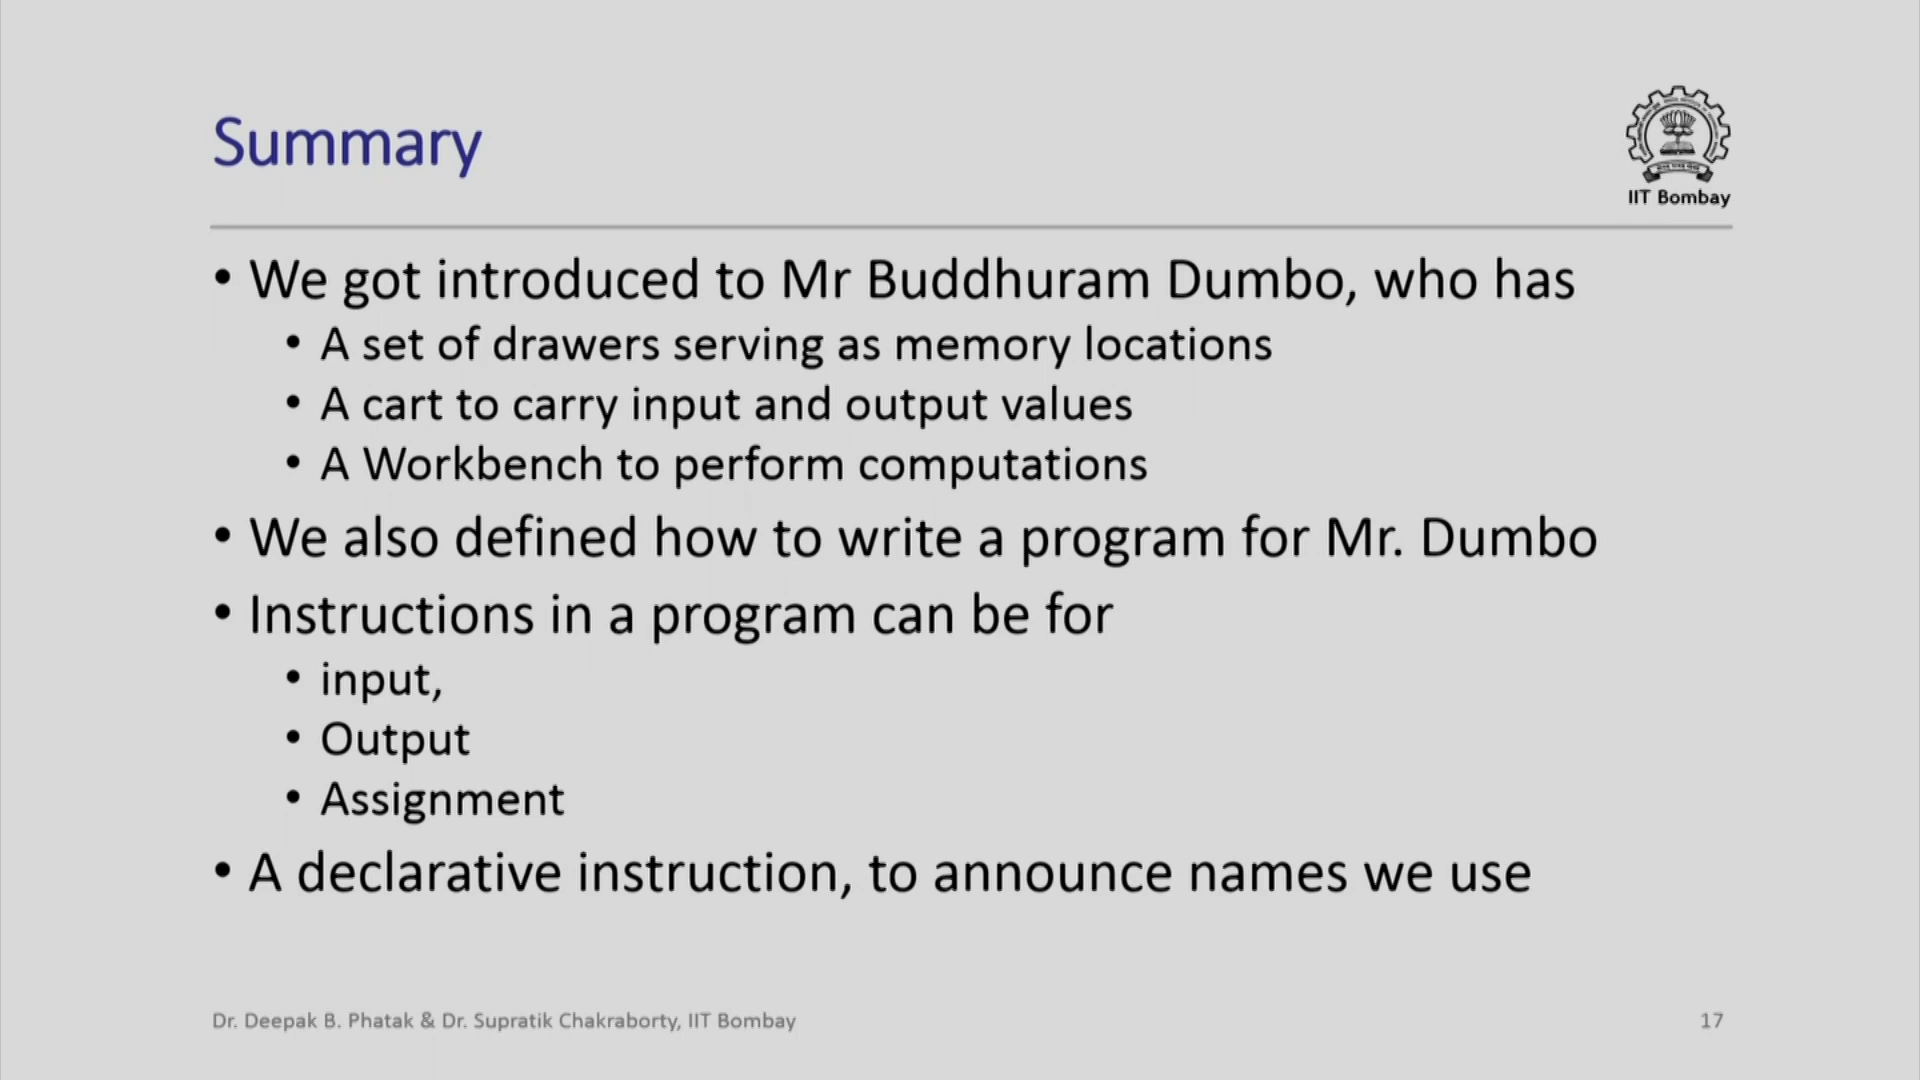 Summary
IIT Bombay
• We got introduced to Mr Buddhuram Dumbo, who has
• A set of drawers serving as memory locations
• A cart to carry input and output values
• A Workbench to perform computations
• We also defined how to write a program for Mr. Dumbo
• Instructions in a program can be for
• input,
• Output
• Assignment
• A declarative instruction, to announce names we use
Dr. Deepak B. Phatak & Dr. Supratik Chakraborty, IIT Bombay
17